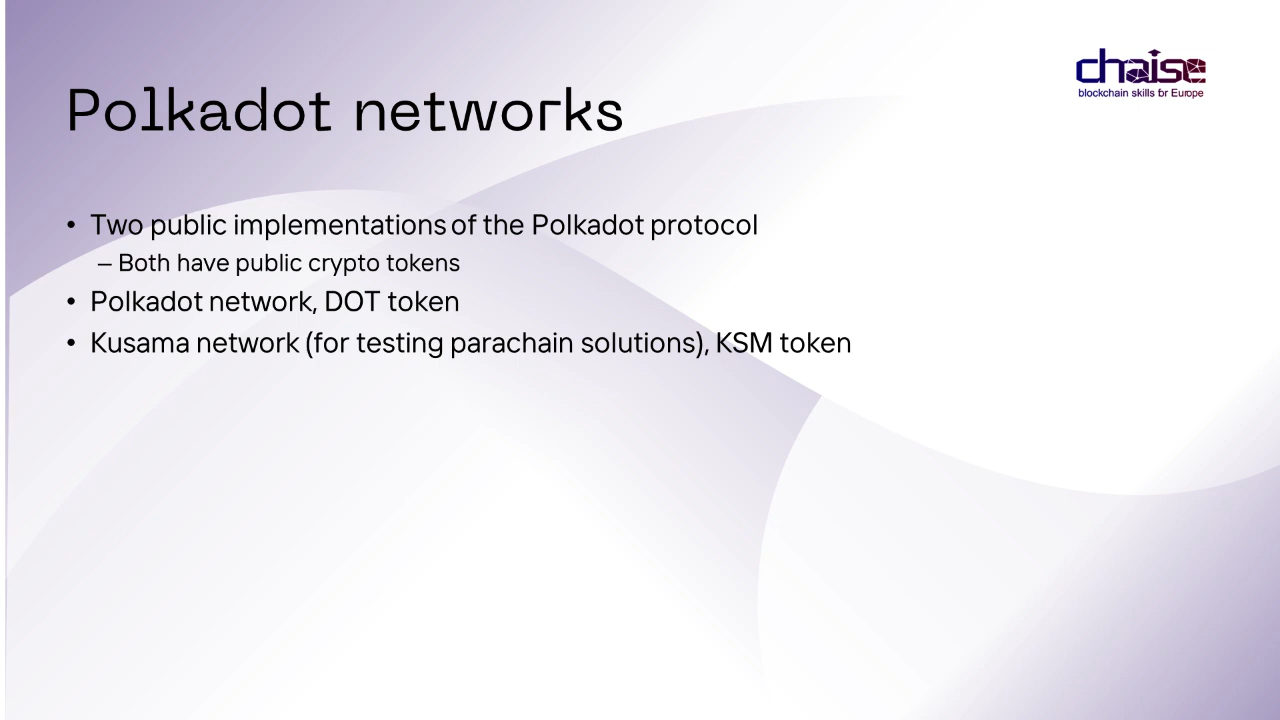 chaise
blockchain skills for Europe
Polkadot networks
• Two public implementations of the Polkadot protocol
– Both have public crypto tokens
• Polkadot network, DOT token
• Kusama network (for testing parachain solutions), KSM token